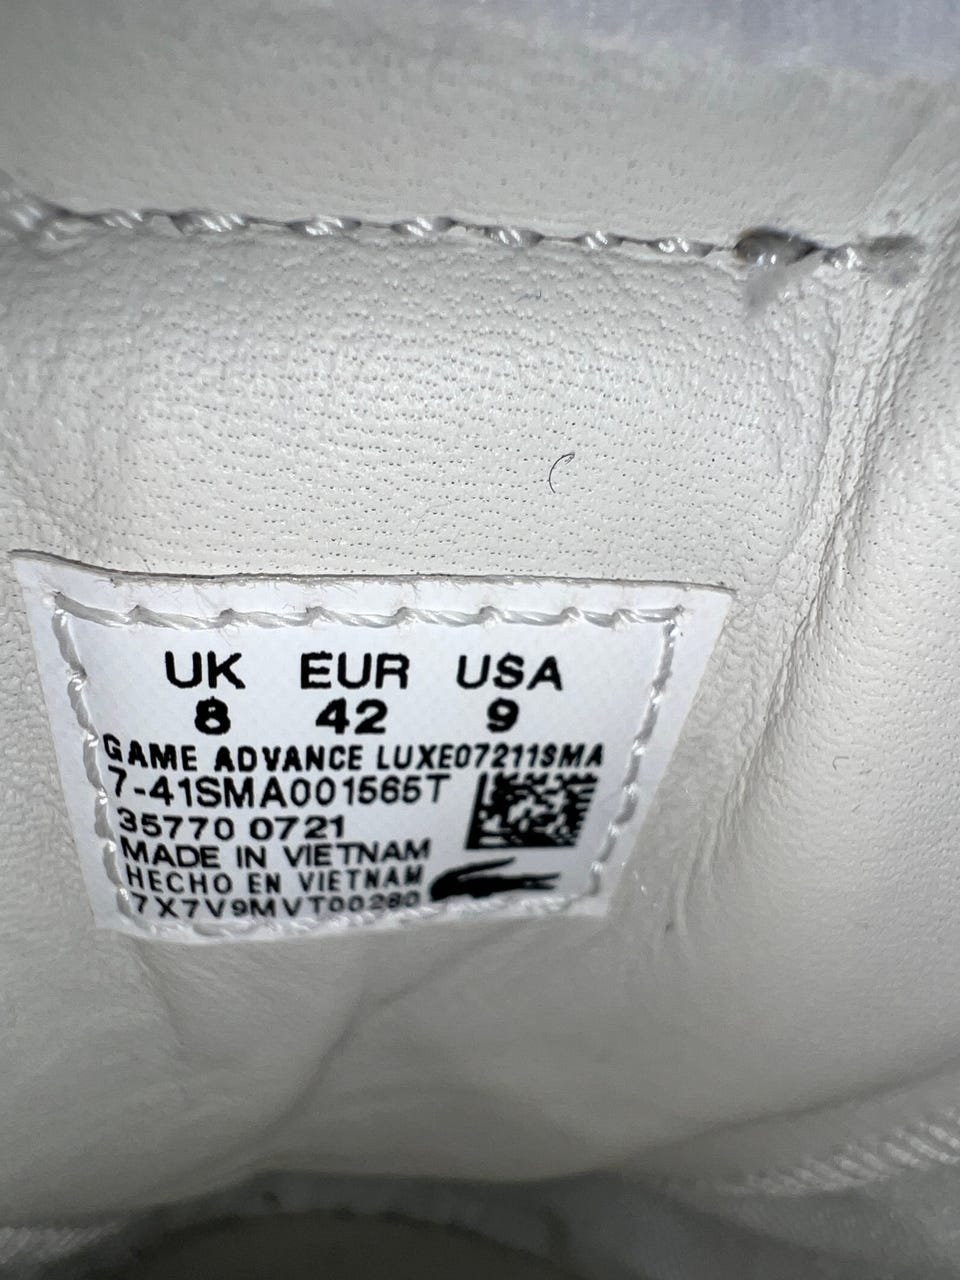 UK EUR USA
8 42 9
GAME ADVANCE LUXE07211SMA
7-41SMA001565T
35770 0721
MADE IN VIETNAM
HECHO EN VIETNAM
7X7V9MVT00280